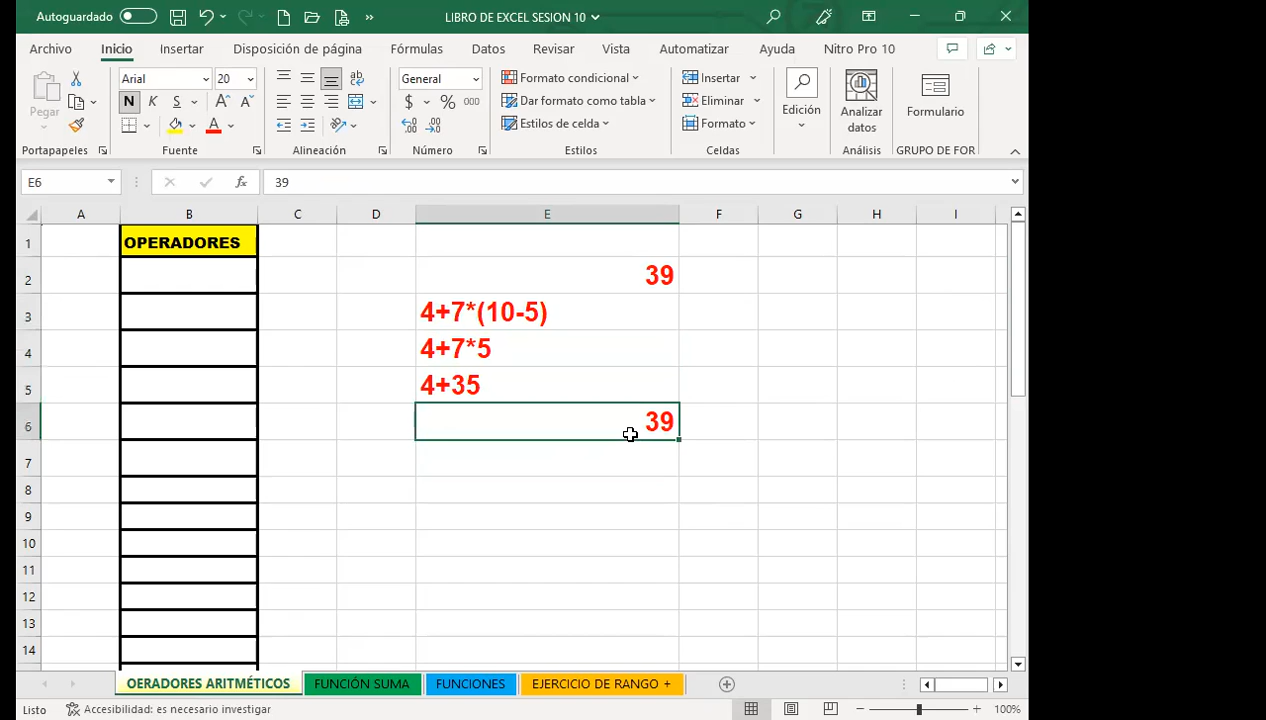 Autoguardado
LIBRO DE EXCEL SESION 10
Archivo Inicio Insertar Disposición de página Fórmulas Datos Revisar Vista Automatizar Ayuda Nitro Pro 10
Pegar
Portapapeles
Arial 20
N K S A A
A
Fuente
ab
Alineación
General
$ % 000
Número
Formato condicional
Dar formato como tabla
Estilos de celda
Estilos
Insertar
Eliminar
Formato
Celdas
Edición
Analizar
datos
Análisis
Formulario
GRUPO DE FOR
E6 fx 39
A B C D E F G H I
1 OPERADORES
2 39
3 4+7*(10-5)
4 4+7*5
5 4+35
6 39
7
8
9
10
11
12
13
14
OERADORES ARITMÉTICOS FUNCIÓN SUMA FUNCIONES EJERCICIO DE RANGO +
Listo Accesibilidad: es necesario investigar 100%